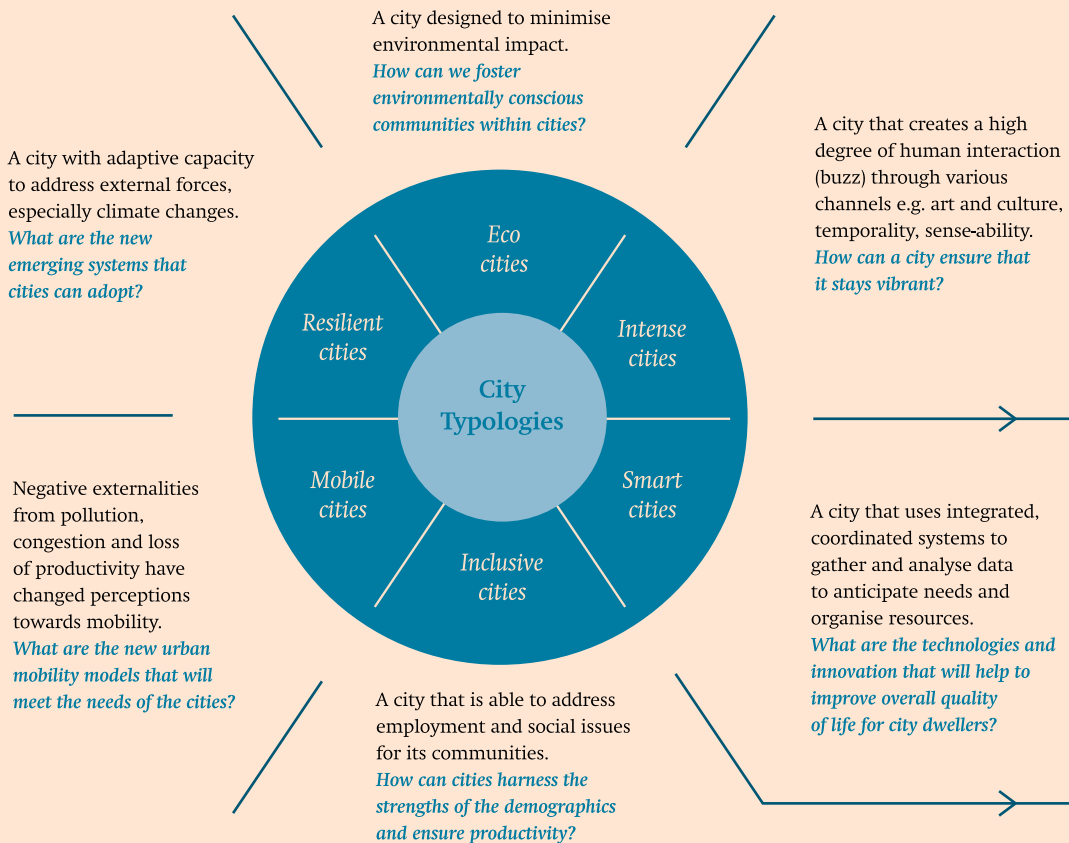 A city designed to minimise
environmental impact.
How can we foster
environmentally conscious
communities within cities?
A city that creates a high
degree of human interaction
(buzz) through various
channels e.g. art and culture,
temporality, sense-ability.
How can a city ensure that
it stays vibrant?
A city with adaptive capacity
to address external forces,
especially climate changes.
What are the new
emerging systems that
cities can adopt?
Eco
cities
Resilient
cities
Intense
cities
City
Typologies
Mobile
cities
Smart
cities
Inclusive
cities
Negative externalities
from pollution,
congestion and loss
of productivity have
changed perceptions
towards mobility.
What are the new urban
mobility models that will
meet the needs of the cities?
A city that uses integrated,
coordinated systems to
gather and analyse data
to anticipate needs and
organise resources.
What are the technologies and
innovation that will help to
improve overall quality
of life for city dwellers?
A city that is able to address
employment and social issues
for its communities.
How can cities harness the
strengths of the demographics
and ensure productivity?